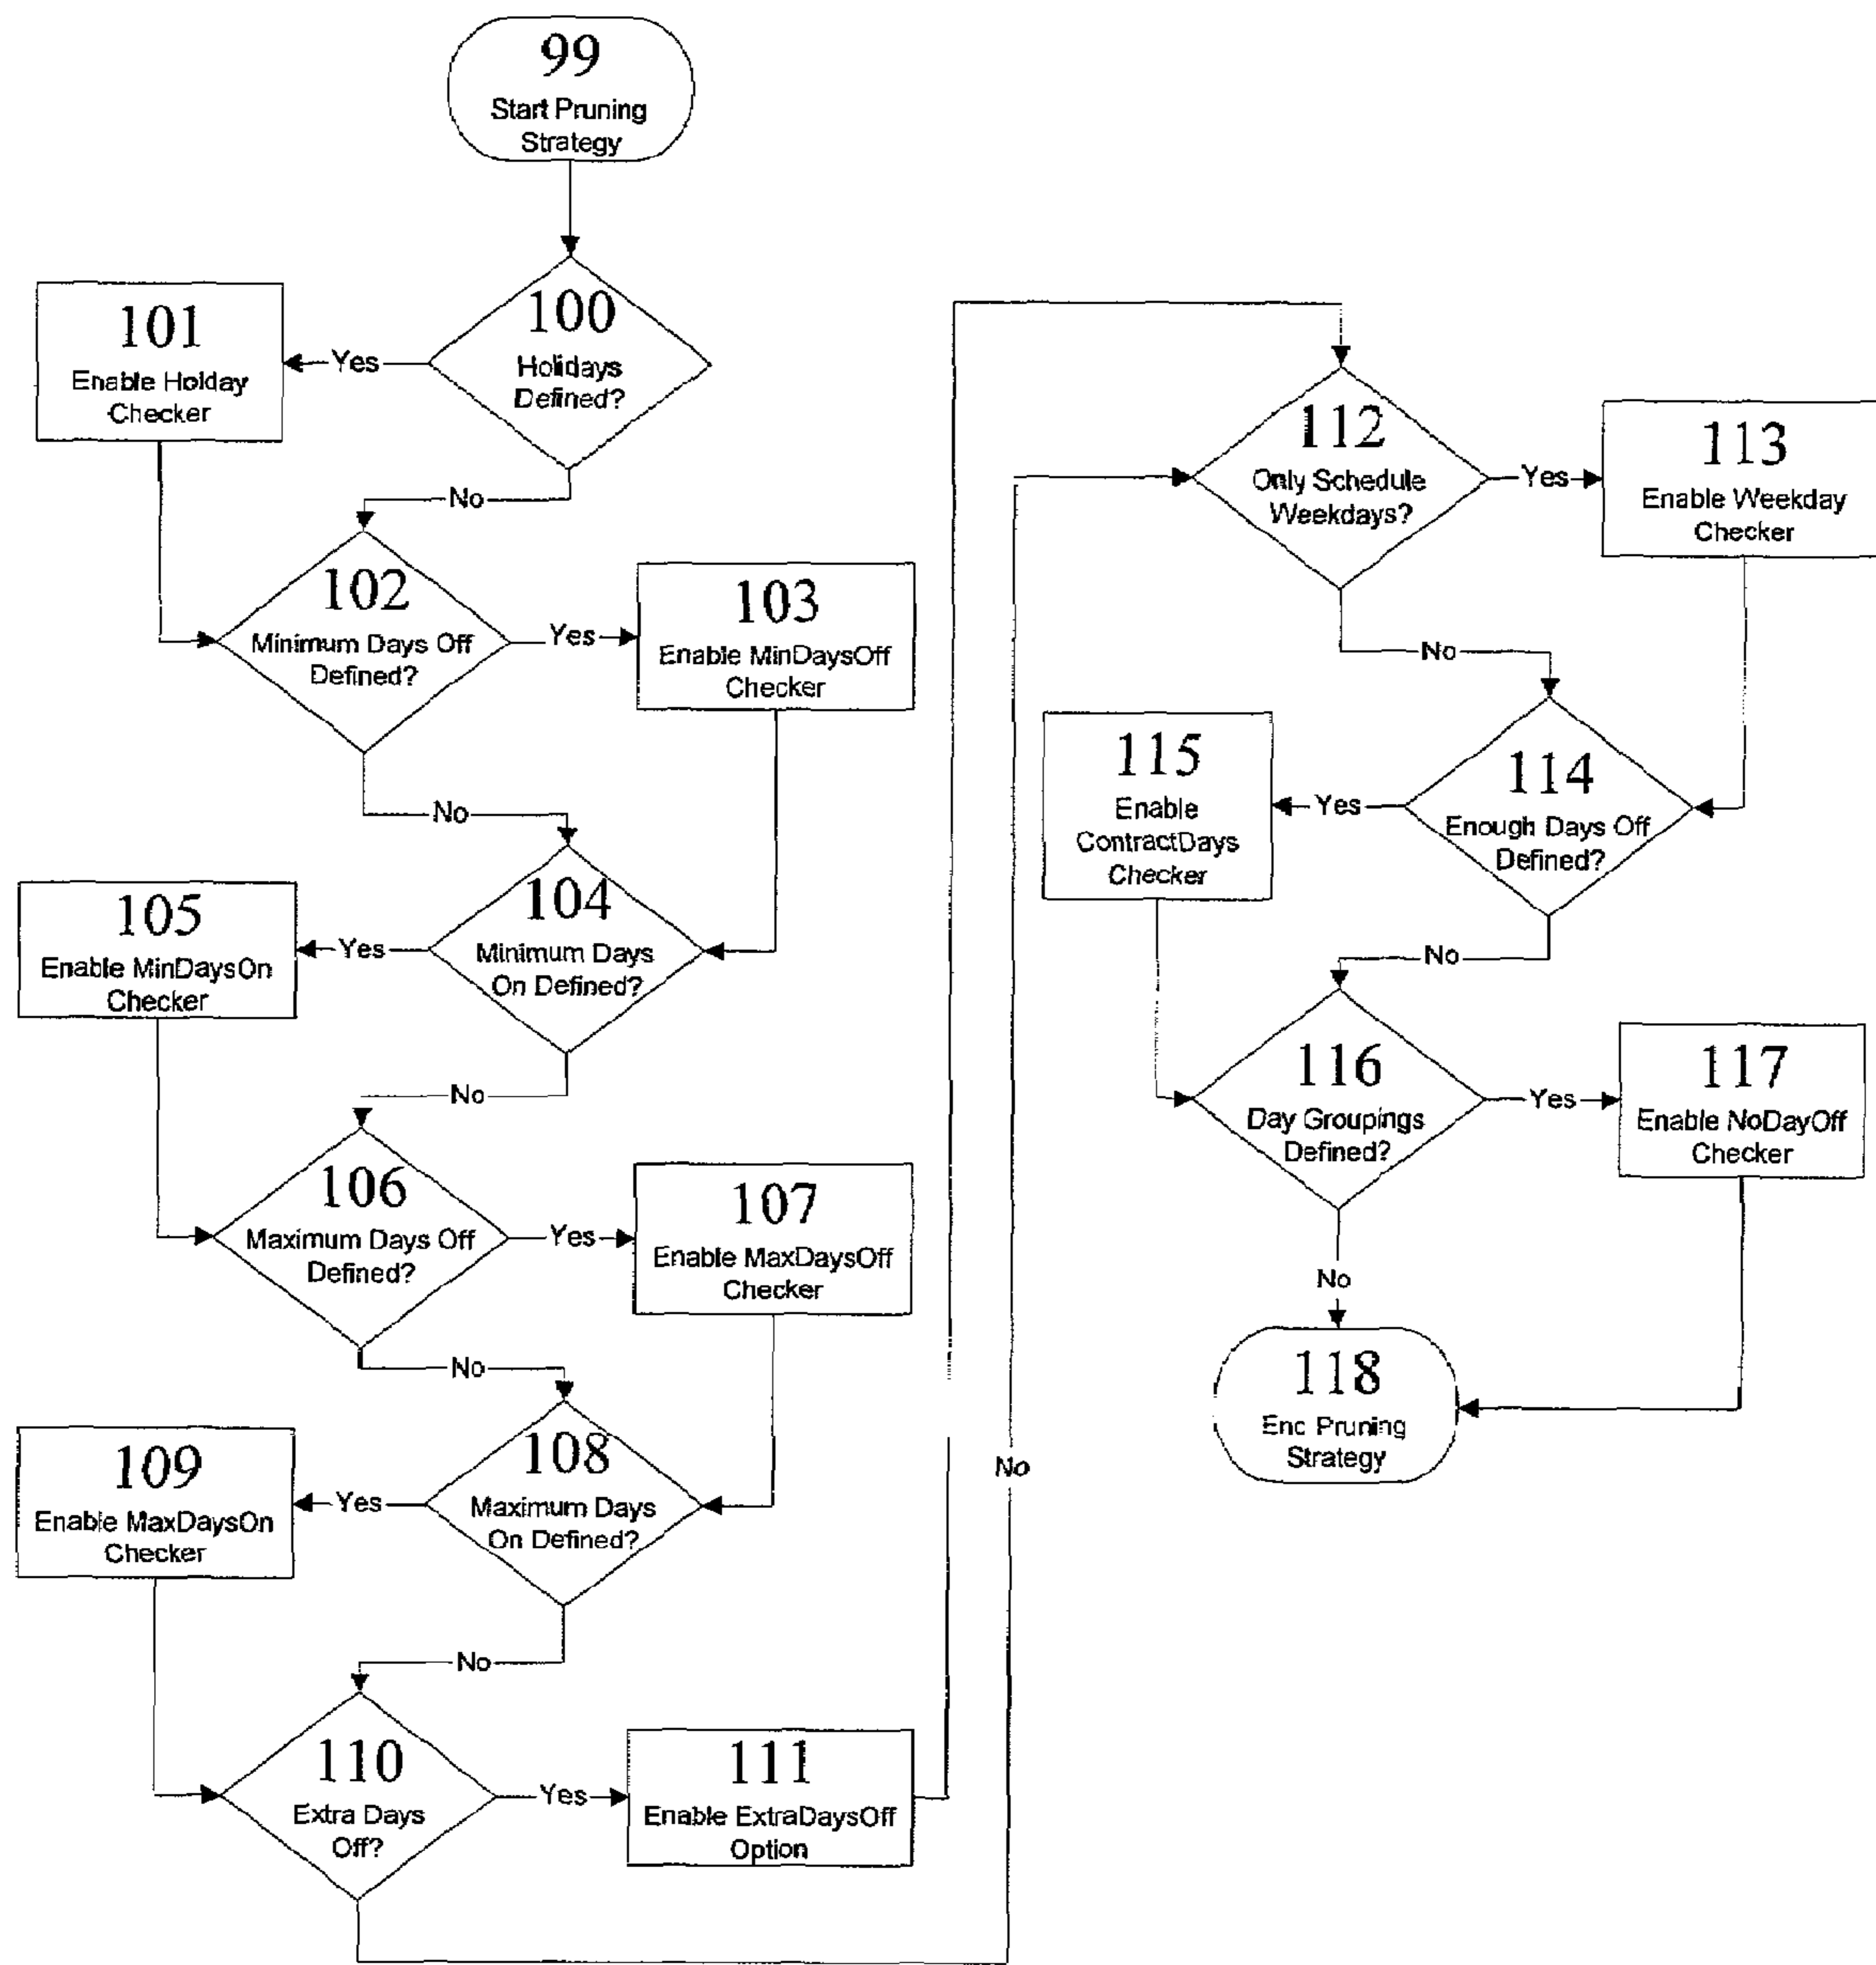 99
Start Pruning
Strategy
100
Holidays
Defined?
Yes
101
Enable Holday
Checker
No
102
Minimum Days Off
Defined?
Yes
103
Enable MinDaysOff
Checker
No
104
Minimum Days
On Defined?
Yes
105
Enable MinDaysOn
Checker
No
106
Maximum Days Off
Defined?
Yes
107
Enable MaxDaysOff
Checker
No
108
Maximum Days
On Defined?
Yes
109
Enable MaxDaysOn
Checker
No
110
Extra Days
Off?
Yes
111
Enable ExtraDaysOff
Option
No
112
Only Schedule
Weekdays?
Yes
113
Enable Weekday
Checker
No
114
Enough Days Off
Defined?
Yes
115
Enable
ContractDays
Checker
No
116
Day Groupings
Defined?
Yes
117
Enable NoDayOff
Checker
No
118
End Pruning
Strategy